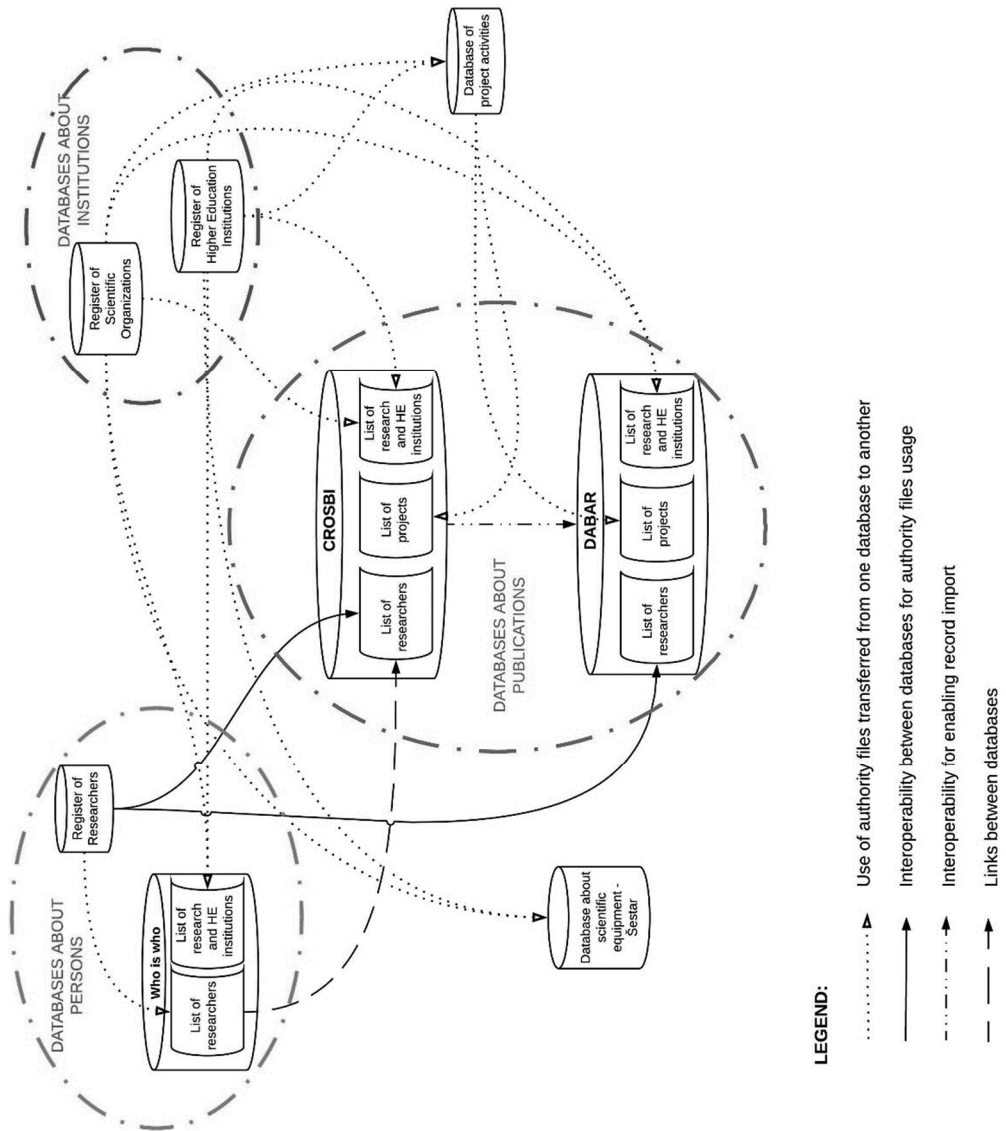 DATABASES ABOUT
PERSONS
Register of
Researchers
Who is who
List of
researchers
List of
research
and HE
institutions
DATABASES ABOUT
INSTITUTIONS
Register of
Scientific
Organizations
Register of
Higher Education
Institutions
Database of
project activities
CROSBI
List of
researchers
List of
projects
List of
research
and HE
institutions
DATABASES ABOUT
PUBLICATIONS
DABAR
List of
researchers
List of
projects
List of
research
and HE
institutions
Database about
scientific
equipment -
Šestar
LEGEND:
Use of authority files transferred from one database to another
Interoperability between databases for authority files usage
Interoperability for enabling record import
Links between databases